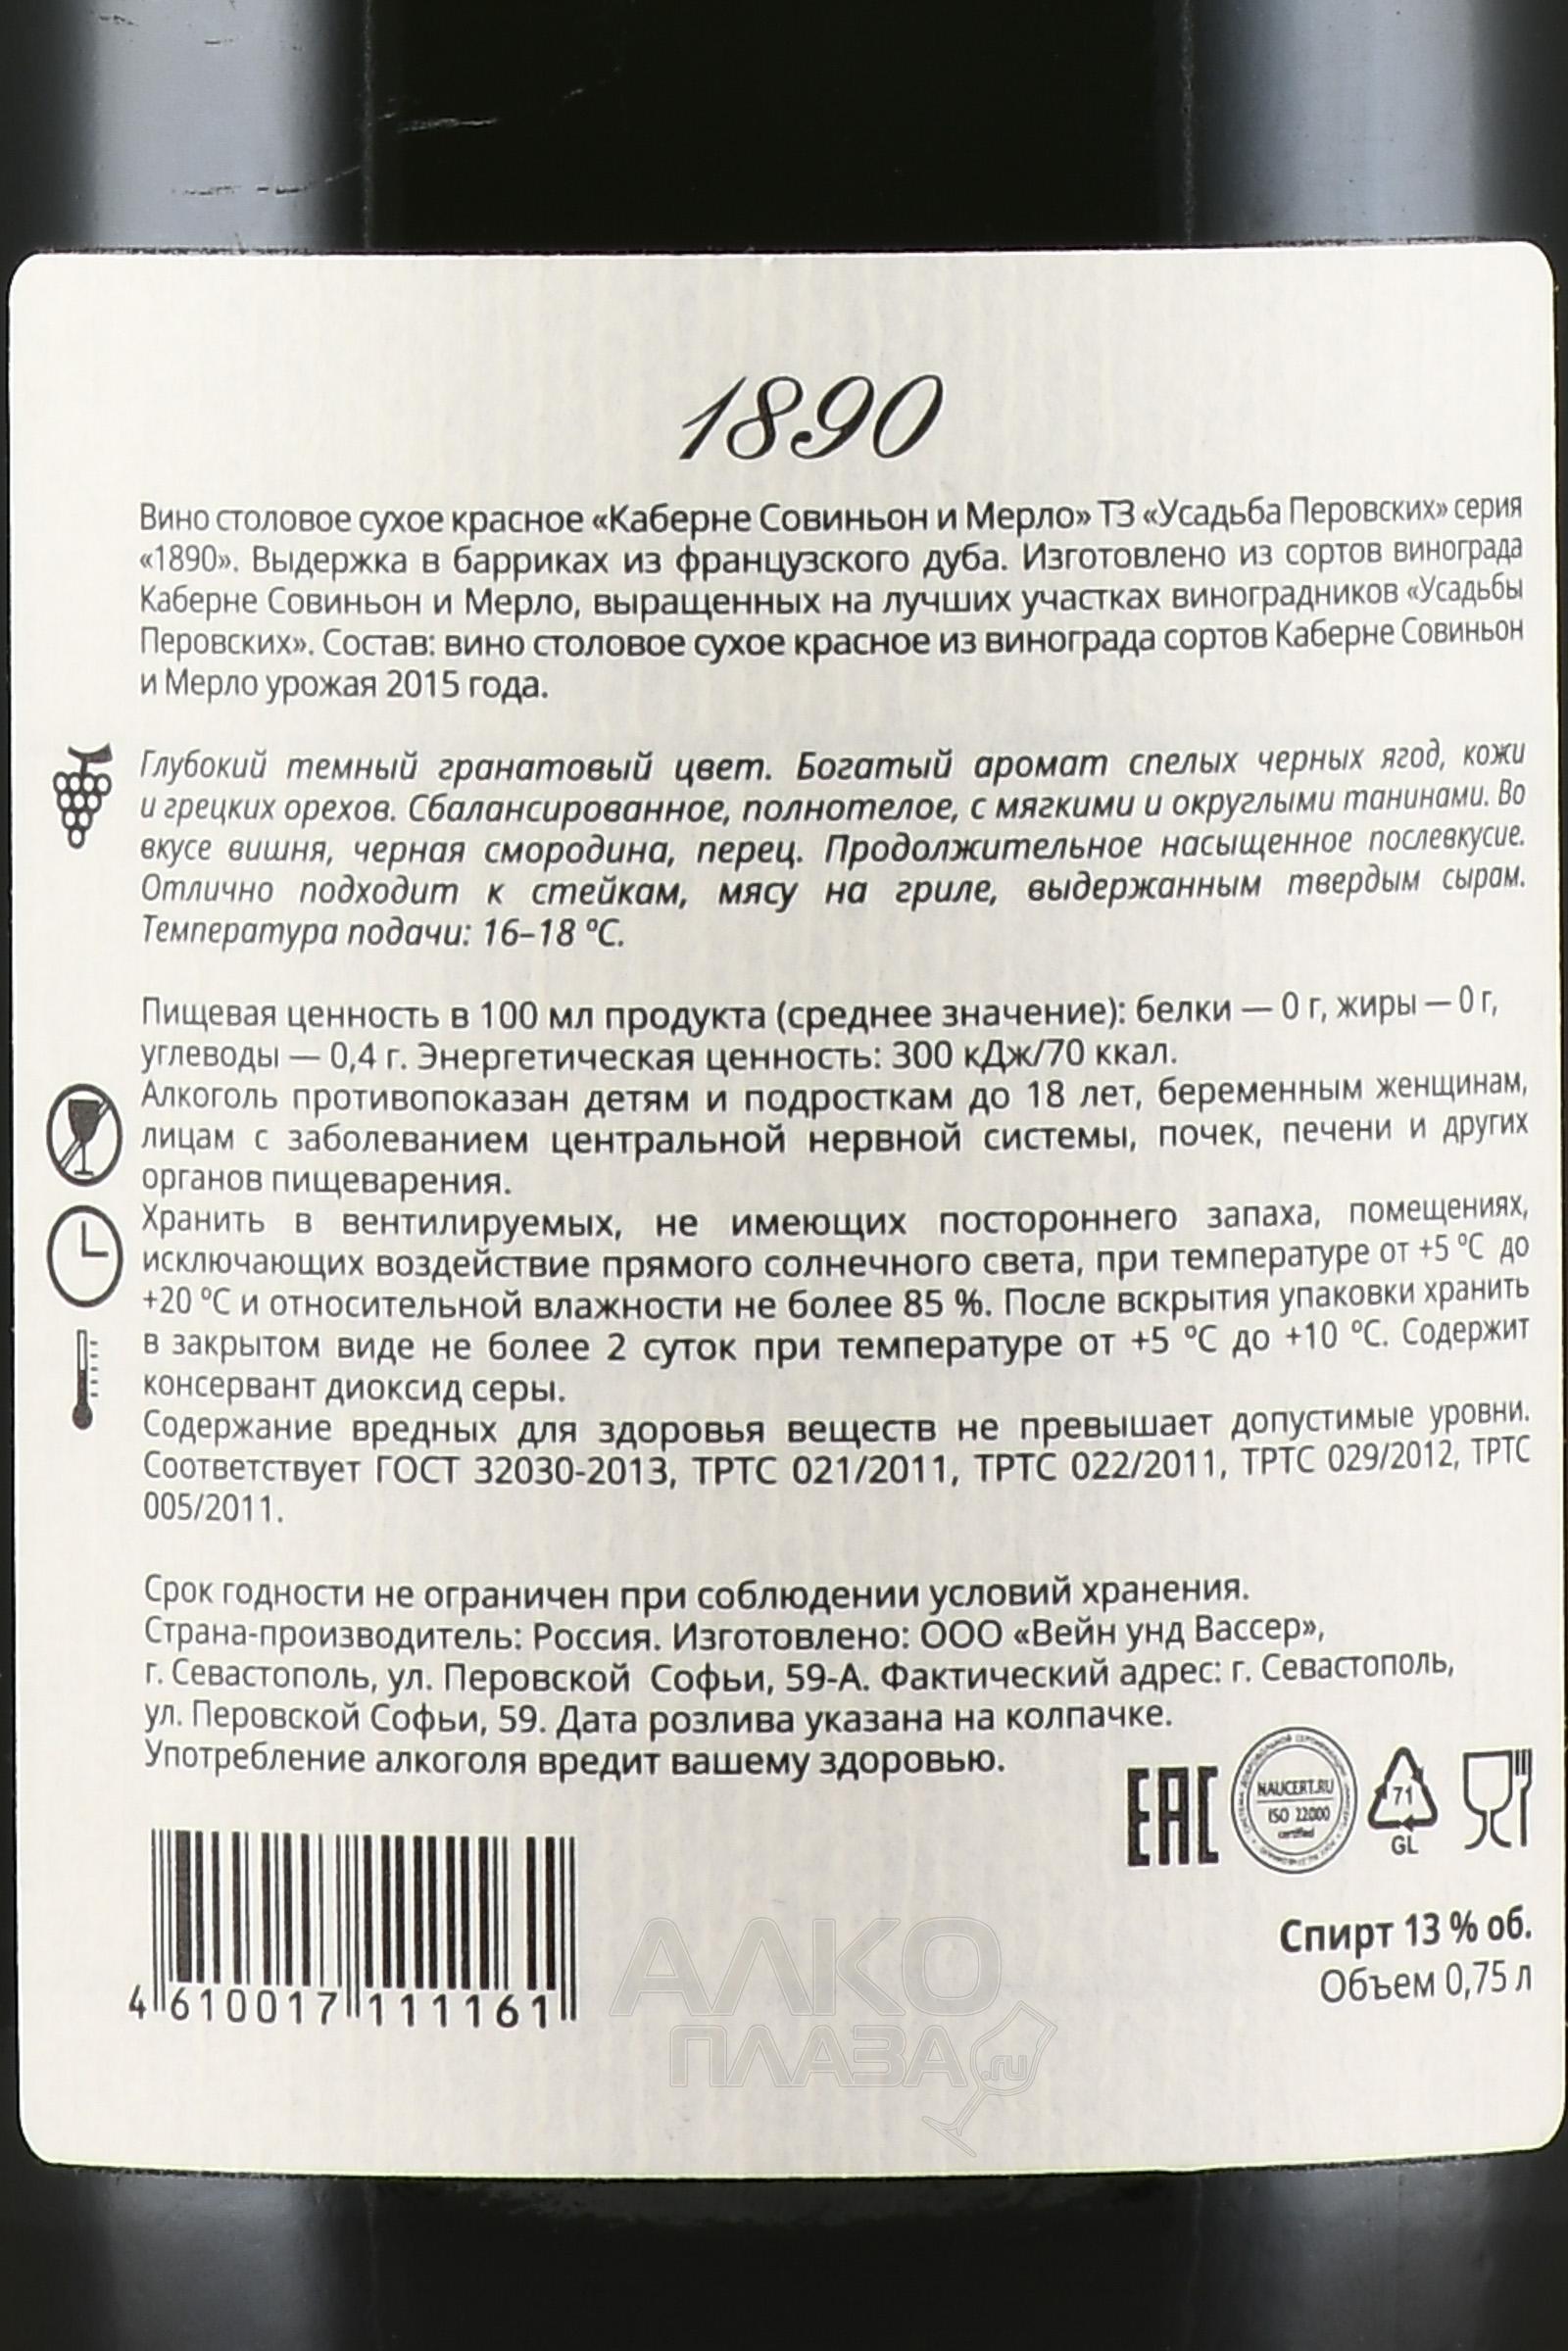 1890
Вино столовое сухое красное «Каберне Совиньон и Мерло» ТЗ «Усадьба Перовских» серия
«1890». Выдержка в барриках из французского дуба. Изготовлено из сортов винограда
Каберне Совиньон и Мерло, выращенных на лучших участках виноградников «Усадьбы
Перовских». Состав: вино столовое сухое красное из винограда сортов Каберне Совиньон
и Мерло урожая 2015 года.
Глубокий темный гранатовый цвет. Богатый аромат спелых черных ягод, кожи
и грецких орехов. Сбалансированное, полнотелое, с мягкими и округлыми танинами. Во
вкусе вишня, черная смородина, перец. Продолжительное насыщенное послевкусие.
Отлично подходит к стейкам, мясу на гриле, выдержанным твердым сырам.
Температура подачи: 16–18 °С.
Пищевая ценность в 100 мл продукта (среднее значение): белки — 0 г, жиры — 0 г,
углеводы — 0,4 г. Энергетическая ценность: 300 кДж/70 ккал.
Алкоголь противопоказан детям и подросткам до 18 лет, беременным женщинам,
лицам с заболеванием центральной нервной системы, почек, печени и других
органов пищеварения.
Хранить в вентилируемых, не имеющих постороннего запаха, помещениях,
исключающих воздействие прямого солнечного света, при температуре от +5 °С до
+20 °С и относительной влажности не более 85 %. После вскрытия упаковки хранить
в закрытом виде не более 2 суток при температуре от +5 °С до +10 °С. Содержит
консервант диоксид серы.
Содержание вредных для здоровья веществ не превышает допустимые уровни.
Соответствует ГОСТ 32030-2013, ТРТС 021/2011, ТРТС 022/2011, ТРТС 029/2012, ТРТС
005/2011.
Срок годности не ограничен при соблюдении условий хранения.
Страна-производитель: Россия. Изготовлено: ООО «Вейн унд Вассер»,
г. Севастополь, ул. Перовской Софьи, 59-А. Фактический адрес: г. Севастополь,
ул. Перовской Софьи, 59. Дата розлива указана на колпачке.
Употребление алкоголя вредит вашему здоровью.
ЕАС
NAUCERT.RU
ISO 22000
certified
71
GL
Спирт 13 % об.
Объем 0,75 л
4 610017 111161
АЛКО
ПЛАЗА.ru